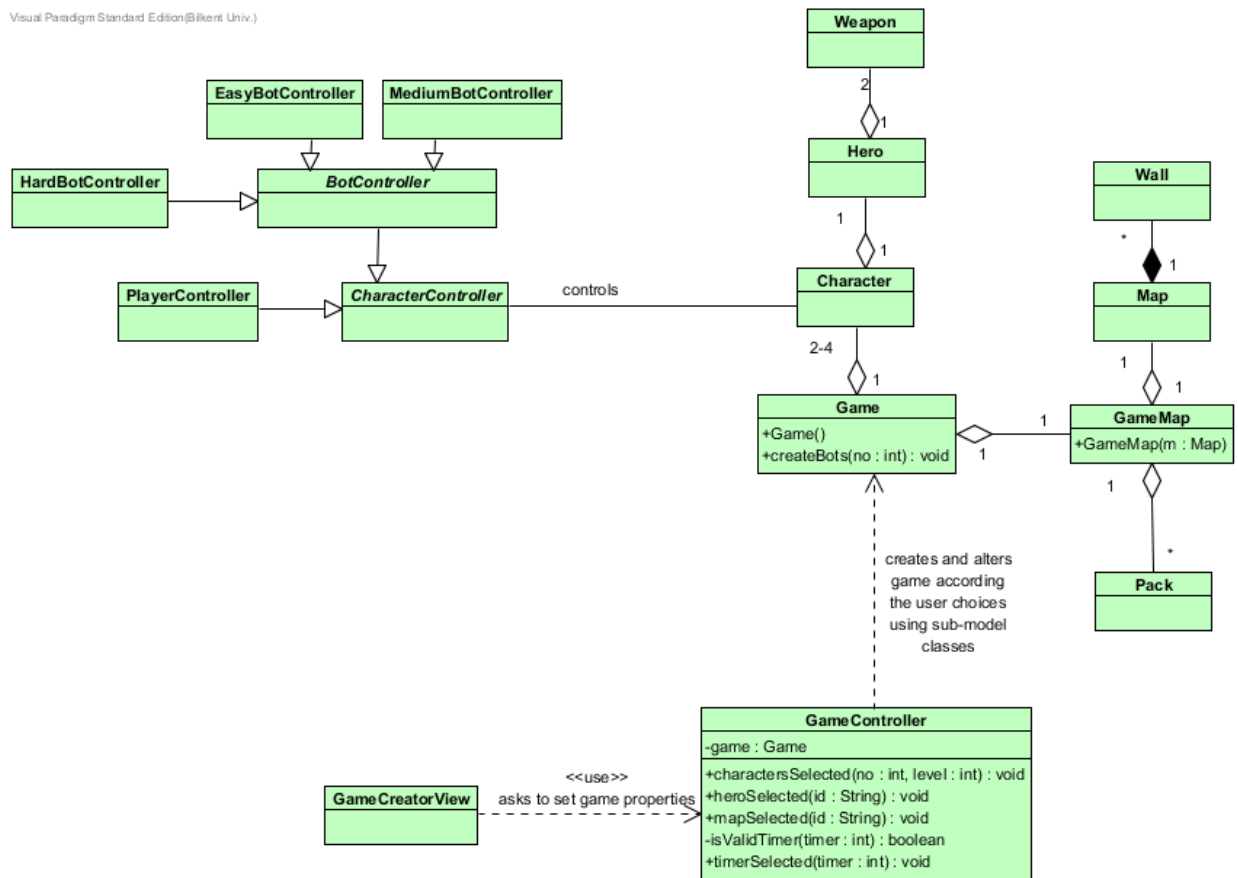 Visual Paradigm Standard Edition(Bilkent Univ.)
Weapon
2
1
EasyBotController
MediumBotController
Hero
HardBotController
BotController
Wall
1
1
*
1
PlayerController
CharacterController
controls
Character
Map
2-4
1
1
1
Game
+Game()
+createBots(no : int) : void
1
1
GameMap
+GameMap(m : Map)
1
*
creates and alters
game according
the user choices
using sub-model
classes
Pack
GameController
-game : Game
+charactersSelected(no : int, level : int) : void
+heroSelected(id : String) : void
+mapSelected(id : String) : void
-isValidTimer(timer : int) : boolean
+timerSelected(timer : int) : void
<<use>>
asks to set game properties
GameCreatorView